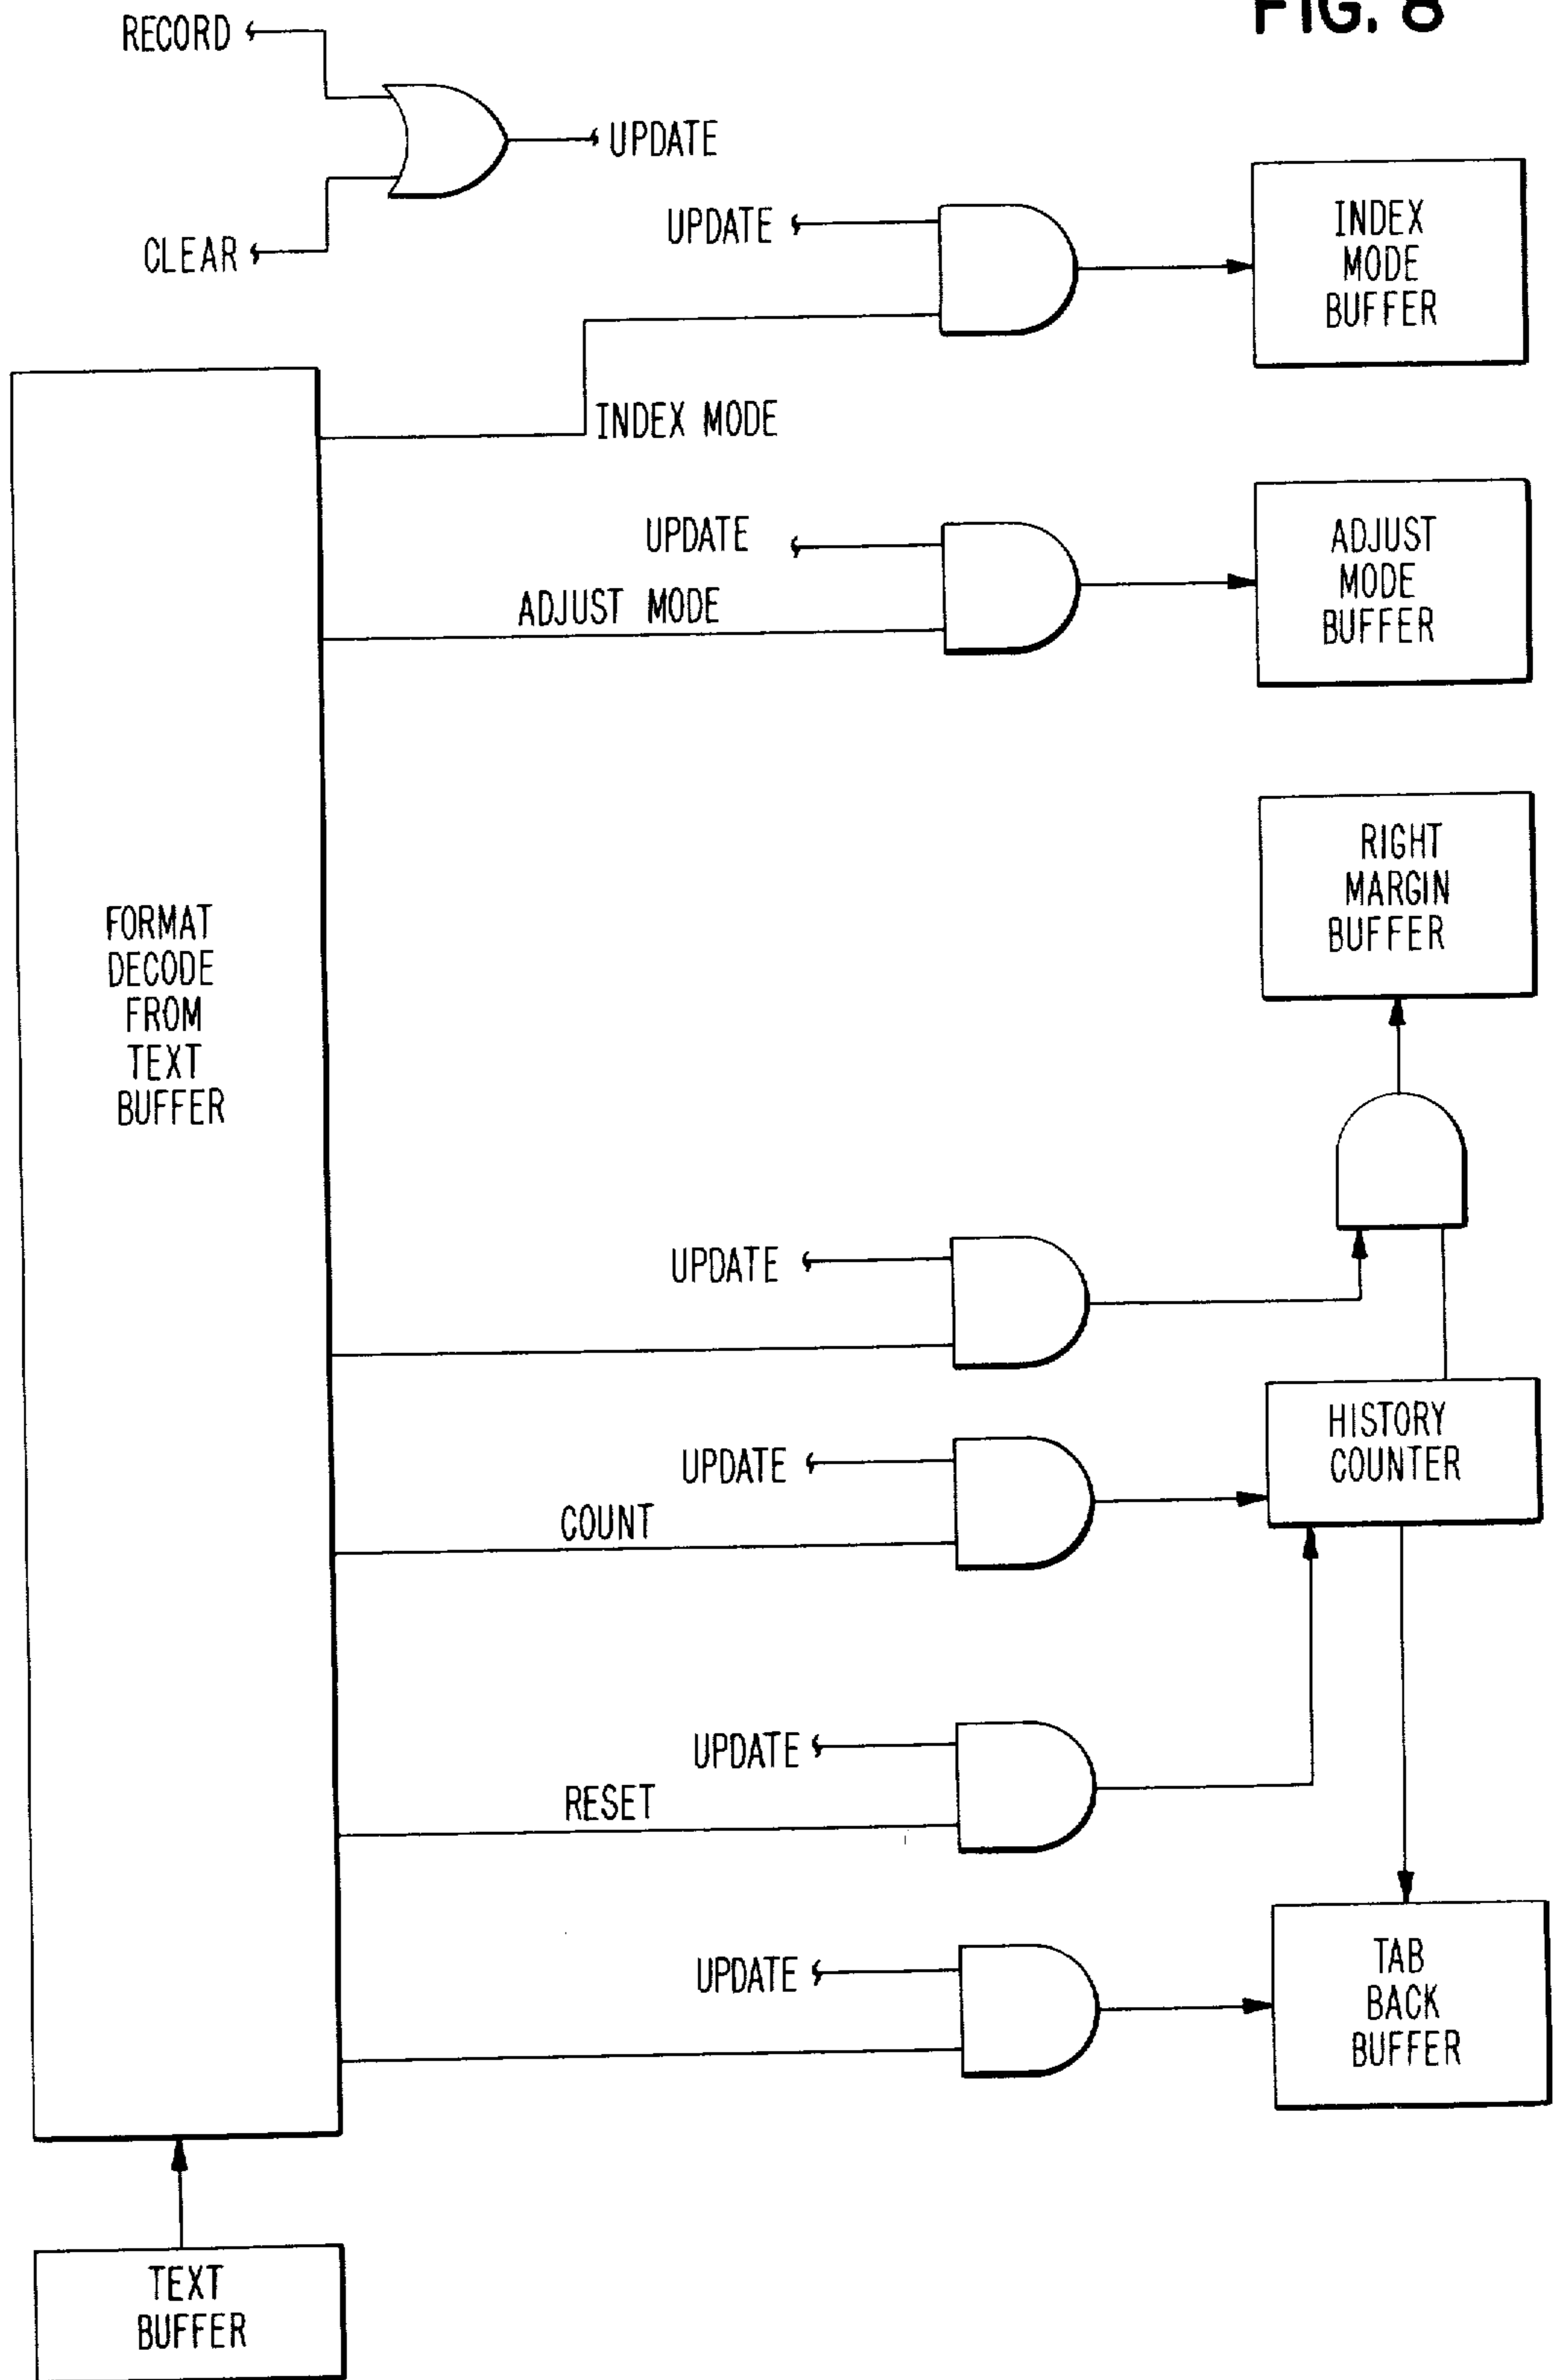 FIG. 8
RECORD
UPDATE
CLEAR
UPDATE
INDEX
MODE
BUFFER
INDEX MODE
UPDATE
ADJUST MODE
ADJUST
MODE
BUFFER
RIGHT
MARGIN
BUFFER
FORMAT
DECODE
FROM
TEXT
BUFFER
UPDATE
UPDATE
COUNT
HISTORY
COUNTER
UPDATE
RESET
UPDATE
TAB
BACK
BUFFER
TEXT
BUFFER